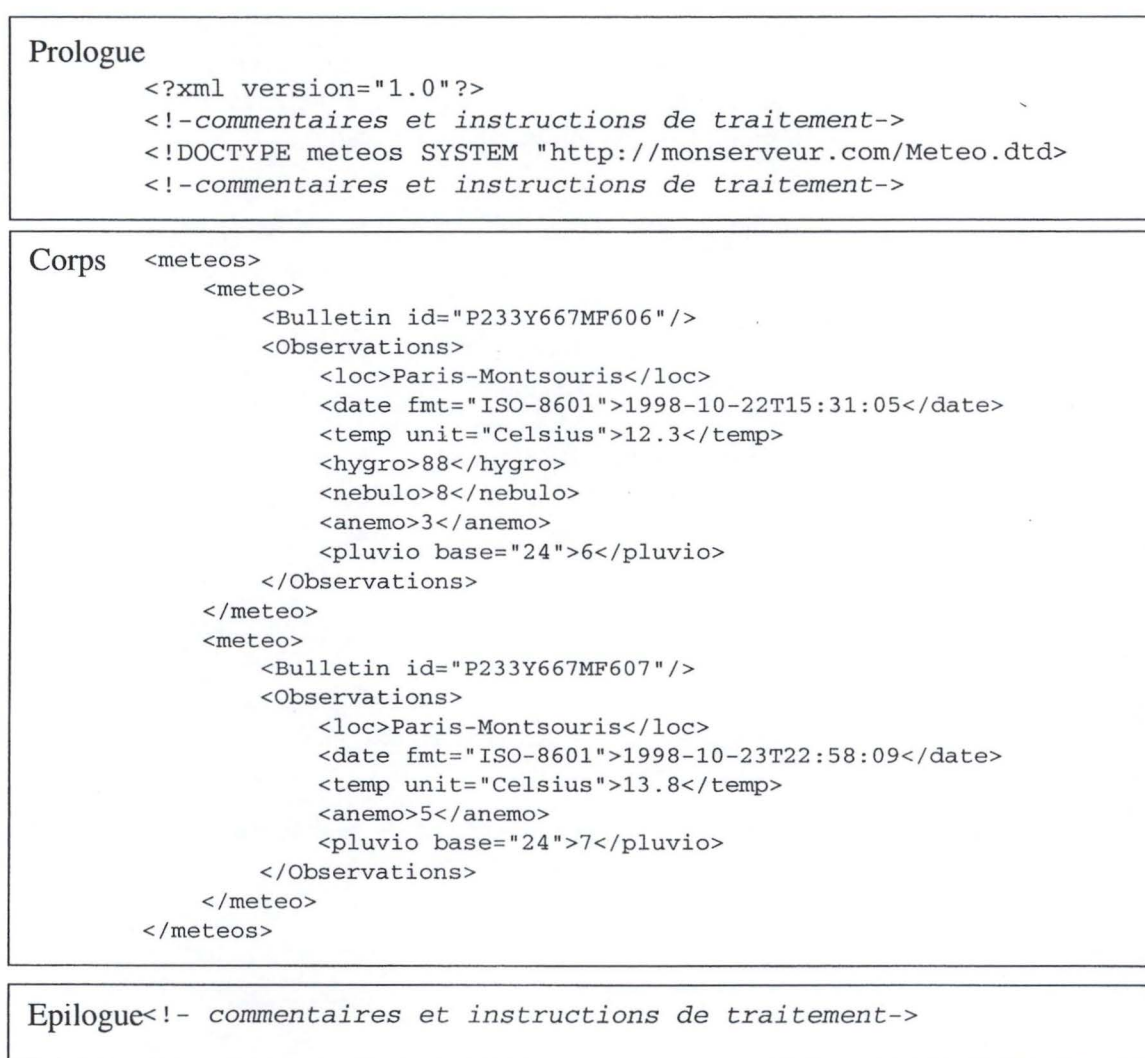 Prologue
<?xml version="1.0"?>
<!-commentaires et instructions de traitement->
<!DOCTYPE meteos SYSTEM "http://monserveur.com/Meteo.dtd>
<!-commentaires et instructions de traitement->
Corps <meteos>
<meteo>
<Bulletin id="P233Y667MF606"/>
<Observations>
<loc>Paris-Montsouris</loc>
<date fmt="ISO-8601">1998-10-22T15:31:05</date>
<temp unit="Celsius">12.3</temp>
<hygro>88</hygro>
<nebulo>8</nebulo>
<anemo>3</anemo>
<pluvio base="24">6</pluvio>
</Observations>
</meteo>
<meteo>
<Bulletin id="P233Y667MF607"/>
<Observations>
<loc>Paris-Montsouris</loc>
<date fmt="ISO-8601">1998-10-23T22:58:09</date>
<temp unit="Celsius">13.8</temp>
<anemo>5</anemo>
<pluvio base="24">7</pluvio>
</Observations>
</meteo>
</meteos>
Epilogue<!- commentaires et instructions de traitement->